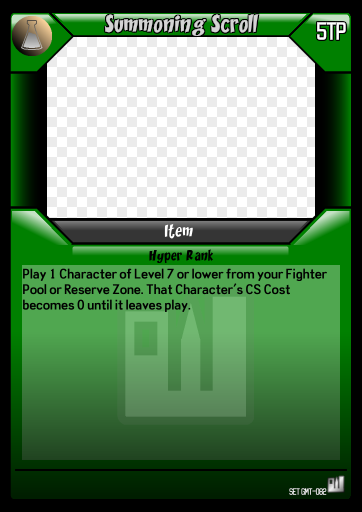 Summoning Scroll
5TP
Item
Hyper Rank
Play 1 Character of Level 7 or lower from your Fighter
Pool or Reserve Zone. That Character's CS Cost
becomes 0 until it leaves play.
SET GMT-082